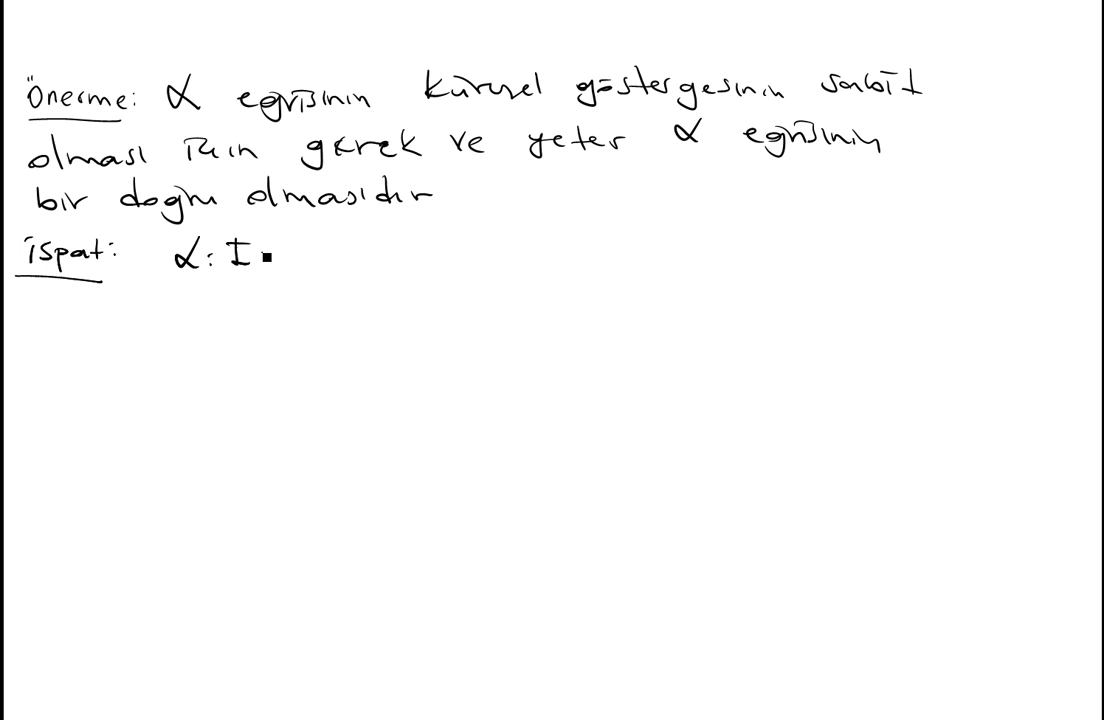 Önerme: α eğrisinin küresel göstergesinin sabit
olması için gerek ve yeter α eğrisinin
bir doğru olmasıdır
İspat: α: I